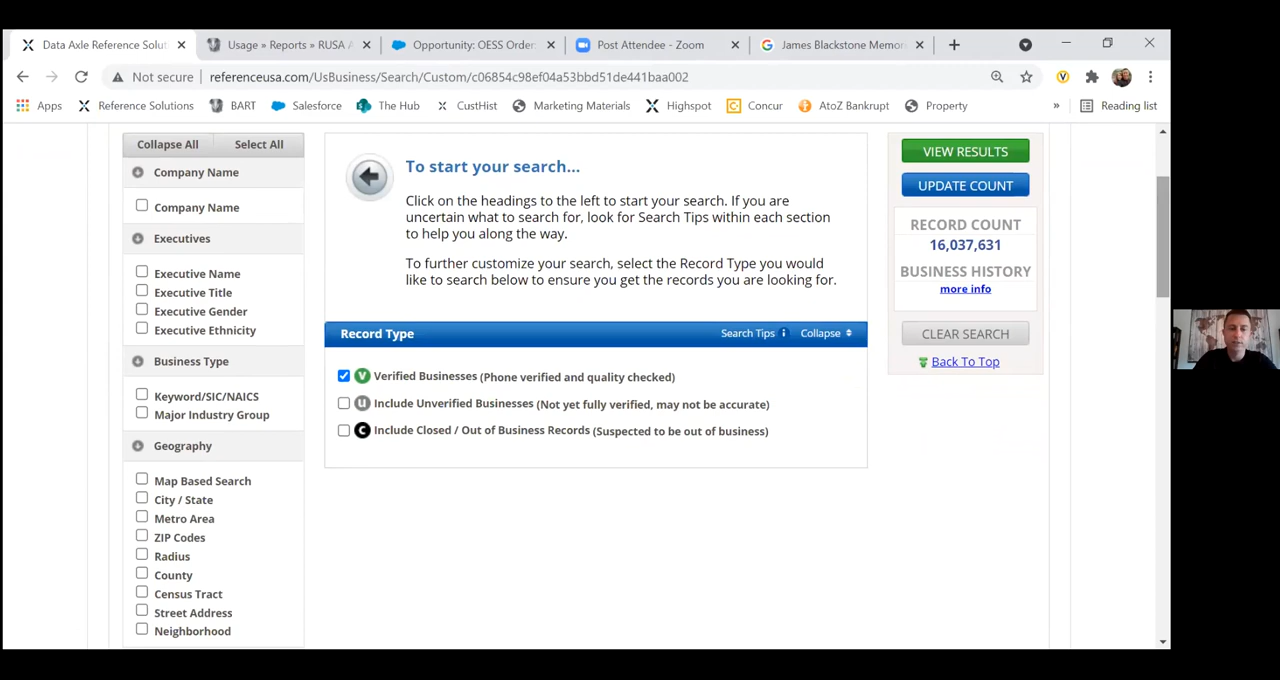 Data Axle Reference Solut
Usage » Reports » RUSA A
Opportunity: OESS Order:
Post Attendee - Zoom
James Blackstone Memor
Not secure
referenceusa.com/UsBusiness/Search/Custom/c06854c98ef04a53bbd51de441baa002
Apps
Reference Solutions
BART
Salesforce
The Hub
CustHist
Marketing Materials
Highspot
Concur
AtoZ Bankrupt
Property
»
Reading list
Collapse All
Select All
Company Name
Company Name
Executives
Executive Name
Executive Title
Executive Gender
Executive Ethnicity
Business Type
Keyword/SIC/NAICS
Major Industry Group
Geography
Map Based Search
City / State
Metro Area
ZIP Codes
Radius
County
Census Tract
Street Address
Neighborhood
To start your search...
Click on the headings to the left to start your search. If you are
uncertain what to search for, look for Search Tips within each section
to help you along the way.
To further customize your search, select the Record Type you would
like to search below to ensure you get the records you are looking for.
Record Type
Search Tips
Collapse
V Verified Businesses (Phone verified and quality checked)
U Include Unverified Businesses (Not yet fully verified, may not be accurate)
C Include Closed / Out of Business Records (Suspected to be out of business)
VIEW RESULTS
UPDATE COUNT
RECORD COUNT
16,037,631
BUSINESS HISTORY
more info
CLEAR SEARCH
Back To Top